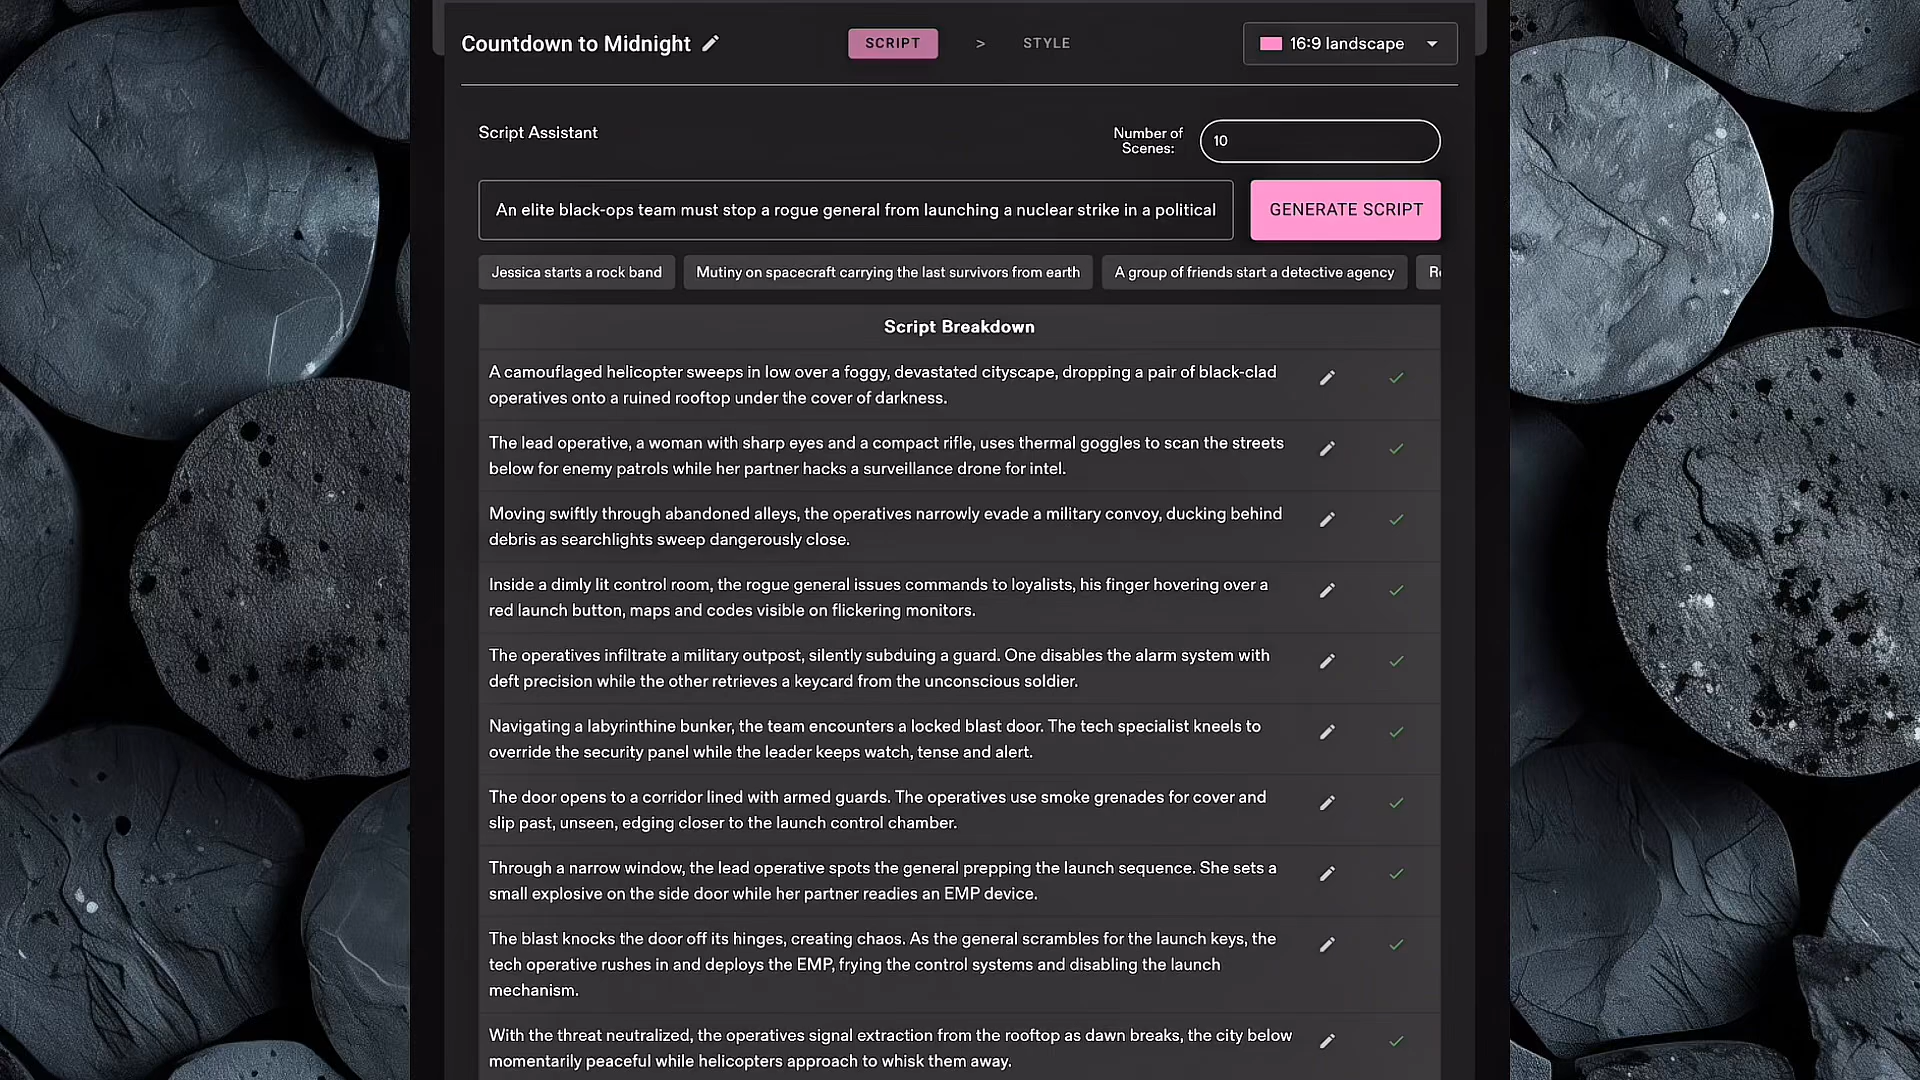 Countdown to Midnight
SCRIPT > STYLE
16:9 landscape
Script Assistant
Number of
Scenes:
10
An elite black-ops team must stop a rogue general from launching a nuclear strike in a political
GENERATE SCRIPT
Jessica starts a rock band
Mutiny on spacecraft carrying the last survivors from earth
A group of friends start a detective agency
Script Breakdown
A camouflaged helicopter sweeps in low over a foggy, devastated cityscape, dropping a pair of black-clad
operatives onto a ruined rooftop under the cover of darkness.
The lead operative, a woman with sharp eyes and a compact rifle, uses thermal goggles to scan the streets
below for enemy patrols while her partner hacks a surveillance drone for intel.
Moving swiftly through abandoned alleys, the operatives narrowly evade a military convoy, ducking behind
debris as searchlights sweep dangerously close.
Inside a dimly lit control room, the rogue general issues commands to loyalists, his finger hovering over a
red launch button, maps and codes visible on flickering monitors.
The operatives infiltrate a military outpost, silently subduing a guard. One disables the alarm system with
deft precision while the other retrieves a keycard from the unconscious soldier.
Navigating a labyrinthine bunker, the team encounters a locked blast door. The tech specialist kneels to
override the security panel while the leader keeps watch, tense and alert.
The door opens to a corridor lined with armed guards. The operatives use smoke grenades for cover and
slip past, unseen, edging closer to the launch control chamber.
Through a narrow window, the lead operative spots the general prepping the launch sequence. She sets a
small explosive on the side door while her partner readies an EMP device.
The blast knocks the door off its hinges, creating chaos. As the general scrambles for the launch keys, the
tech operative rushes in and deploys the EMP, frying the control systems and disabling the launch
mechanism.
With the threat neutralized, the operatives signal extraction from the rooftop as dawn breaks, the city below
momentarily peaceful while helicopters approach to whisk them away.